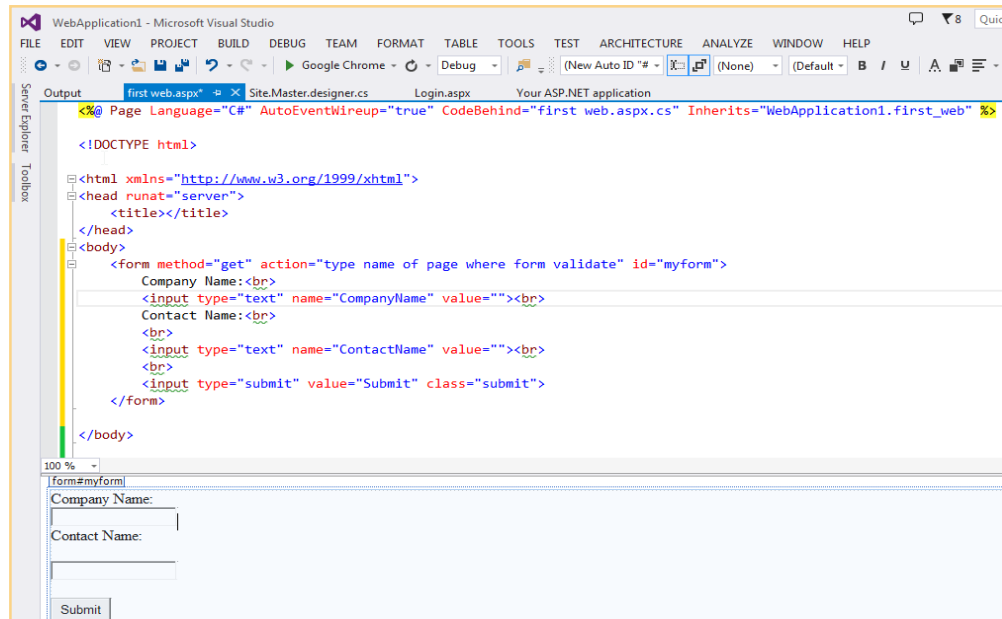 WebApplication1 - Microsoft Visual Studio
8 Quic
FILE EDIT VIEW PROJECT BUILD DEBUG TEAM FORMAT TABLE TOOLS TEST ARCHITECTURE ANALYZE WINDOW HELP
Google Chrome Debug (New Auto ID "# (None) (Default B I U A
Server Explorer
Toolbox
Output first web.aspx* Site.Master.designer.cs Login.aspx Your ASP.NET application
<%@ Page Language="C#" AutoEventWireup="true" CodeBehind="first web.aspx.cs" Inherits="WebApplication1.first_web" %>
<!DOCTYPE html>
<html xmlns="http://www.w3.org/1999/xhtml">
<head runat="server">
<title></title>
</head>
<body>
<form method="get" action="type name of page where form validate" id="myform">
Company Name:<br>
<input type="text" name="CompanyName" value=""><br>
Contact Name:<br>
<br>
<input type="text" name="ContactName" value=""><br>
<br>
<input type="submit" value="Submit" class="submit">
</form>
</body>
100 %
form#myform
Company Name:
Contact Name:
Submit